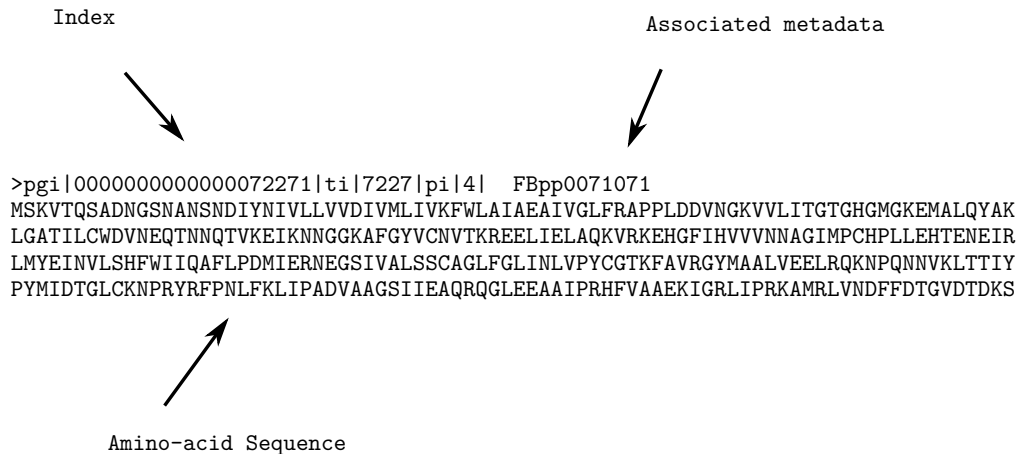 Index
Associated metadata
>pgi|0000000000000072271|ti|7227|pi|4|  FBpp0071071
MSKVTQSADNGSNANSNDIYNIVLLVVDIVMLIVKFWLAIAEAIVGLFRAPPLDDVNGKVVLITGTGHGMGKEMALQYAK
LGATILCWDVNEQTNNQTVKEIKNNGGKAFGYVCNVTKREELIELAQKVRKEHGFIHVVVNNAGIMPCHPLLEHTENEIR
LMYEINVLSHFWIIQAFLPDMIERNEGSIVALSSCAGLFGLINLVPYCGTKFAVRGYMAALVEELRQKNPQNNVKLTTIY
PYMIDTGLCKNPRYRFPNLFKLIPADVAAGSIIEAQRQGLEEAAIPRHFVAAEKIGRLIPRKAMRLVNDFFDTGVDTDKS
Amino-acid Sequence